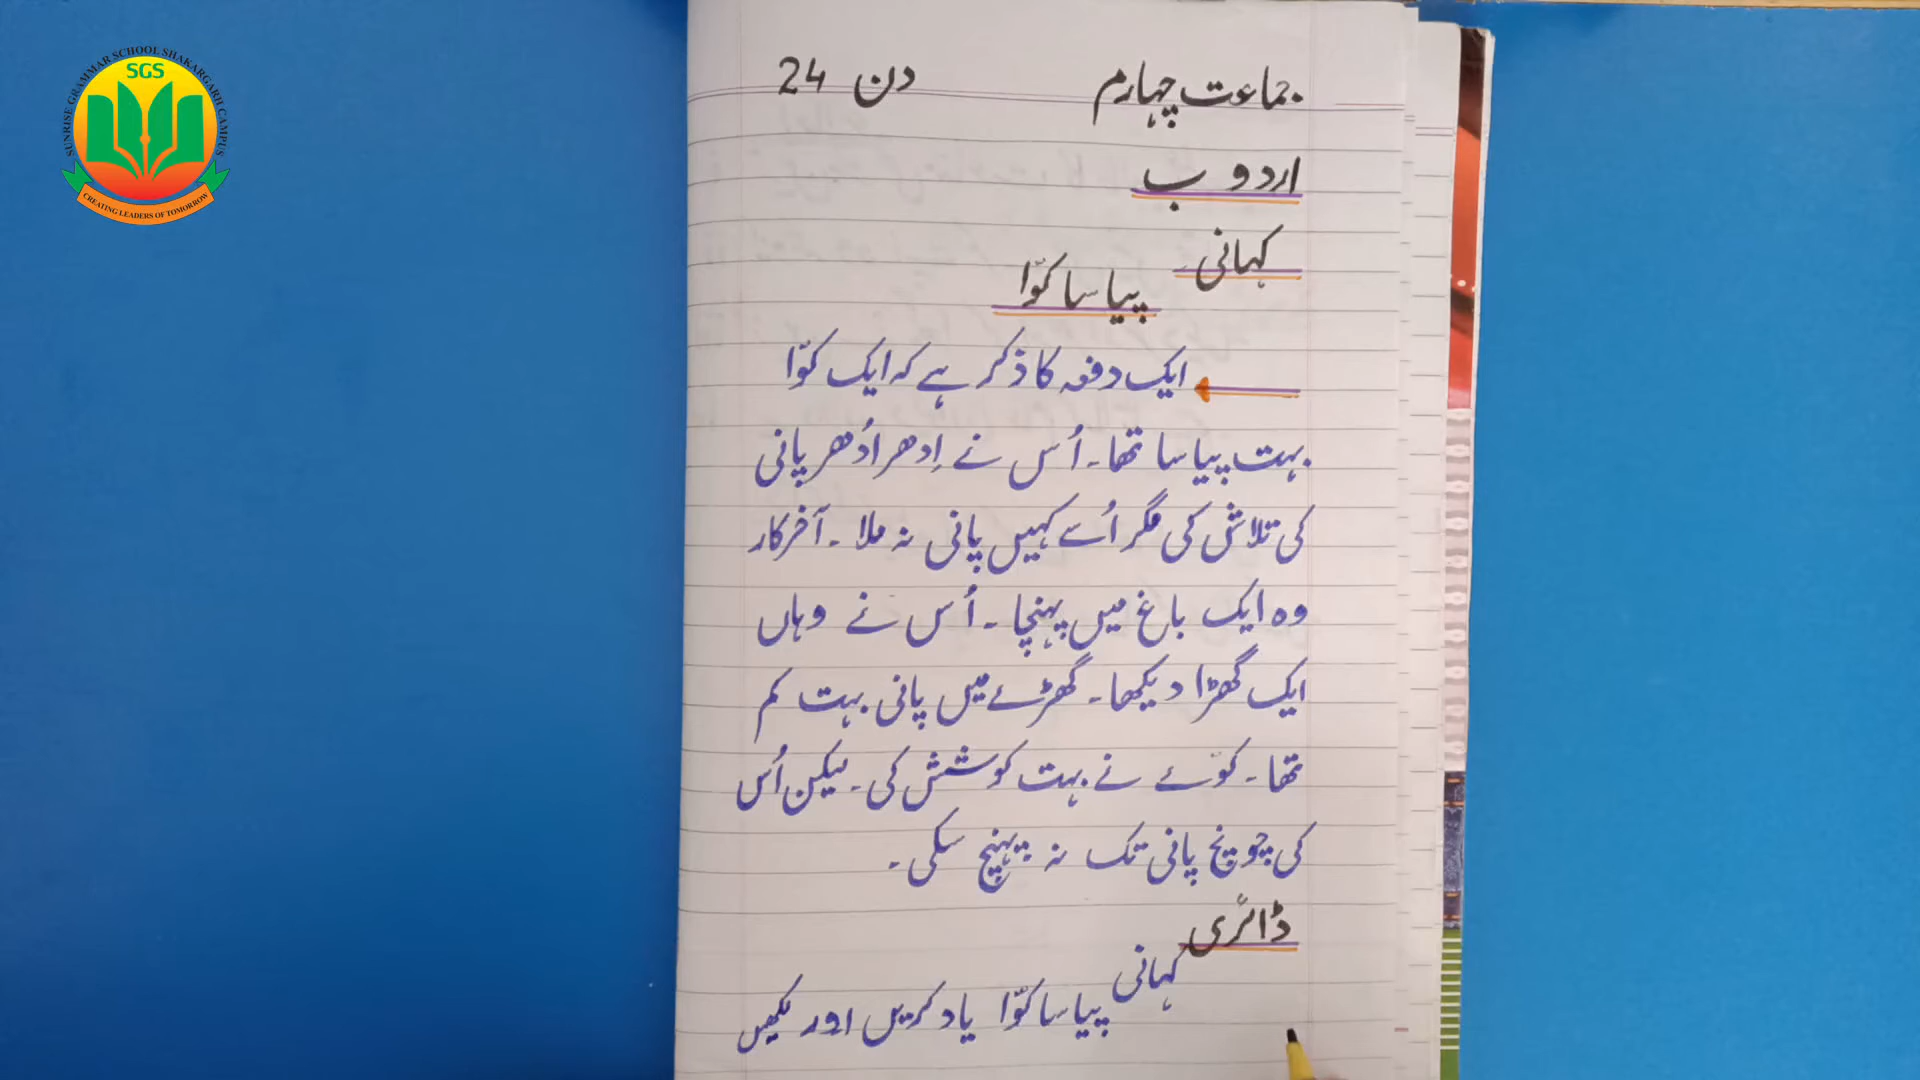 SUNRISE GRAMMAR SCHOOL SHAKARGARH CAMPUS
SGS
CREATING LEADERS OF TOMORROW
جماعت چہارم دن 24
اردو ب
کہانی
پیاسا کوّا
ایک دفعہ کا ذکر ہے کہ ایک کوّا
بہت پیاسا تھا۔ اُس نے اِدھر اُدھر پانی
کی تلاش کی مگر اُسے کہیں پانی نہ ملا۔ آخرکار
وہ ایک باغ میں پہنچا۔ اُس نے وہاں
ایک گھڑا دیکھا۔ گھڑے میں پانی بہت کم
تھا۔ کوّے نے بہت کوشش کی۔ لیکن اُس
کی چونچ پانی تک نہ پہنچ سکی۔
ڈائری
کہانی پیاسا کوّا یاد کریں اور لکھیں